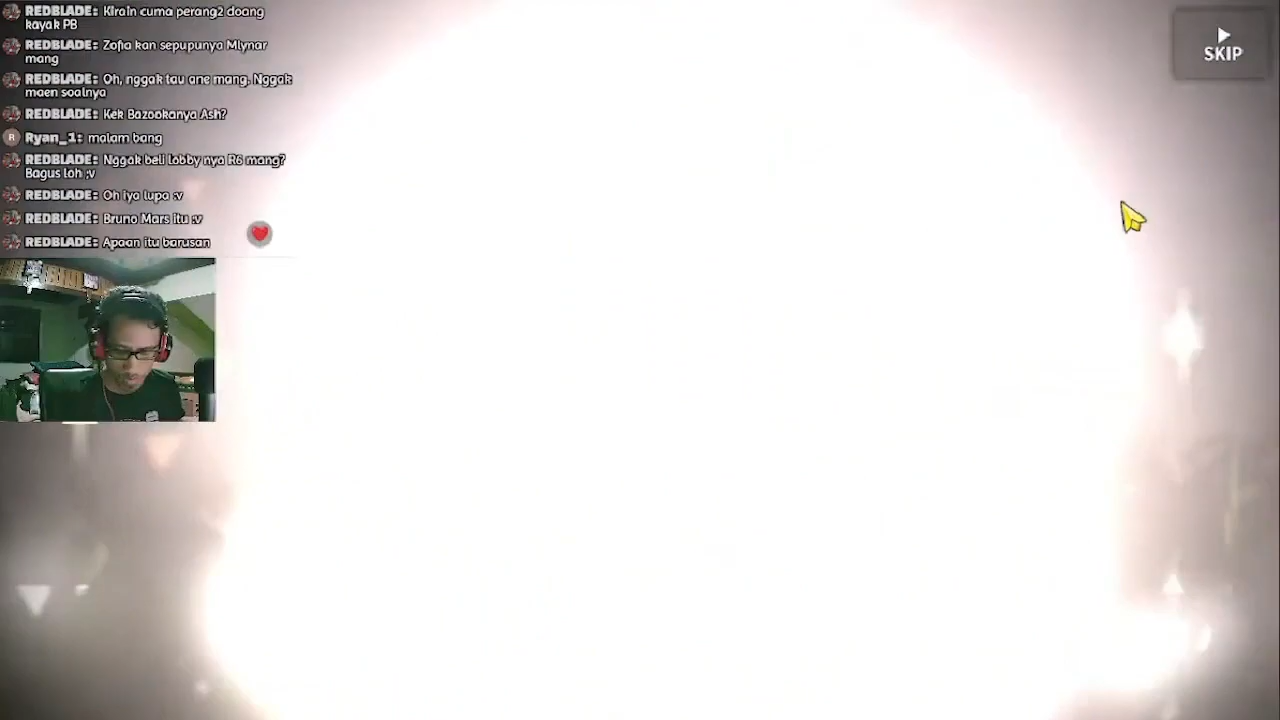 REDBLADE: Kirain cuma perang2 doang
kayak PB
REDBLADE: Zofia kan sepupunya Mlynar
mang
REDBLADE: Oh, nggak tau ane mang. Nggak
maen soalnya
REDBLADE: Kek Bazookanya Ash?
R Ryan_1: malam bang
REDBLADE: Nggak beli lobby nya R6 mang?
Bagus loh ;v
REDBLADE: Oh iya lupa :v
REDBLADE: Bruno Mars itu :v
REDBLADE: Apaan itu barusan
SKIP